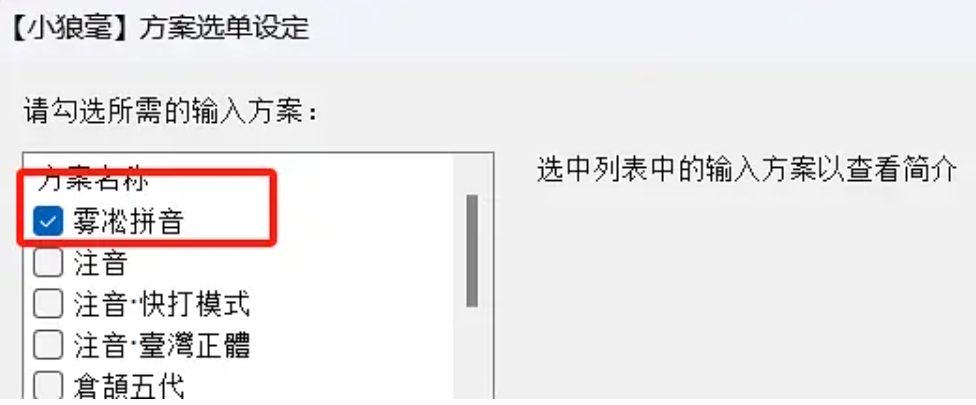 【小狼毫】方案选单设定
请勾选所需的输入方案：
选中列表中的输入方案以查看简介
方案名称
雾凇拼音
注音
注音·快打模式
注音·臺灣正體
倉頡五代